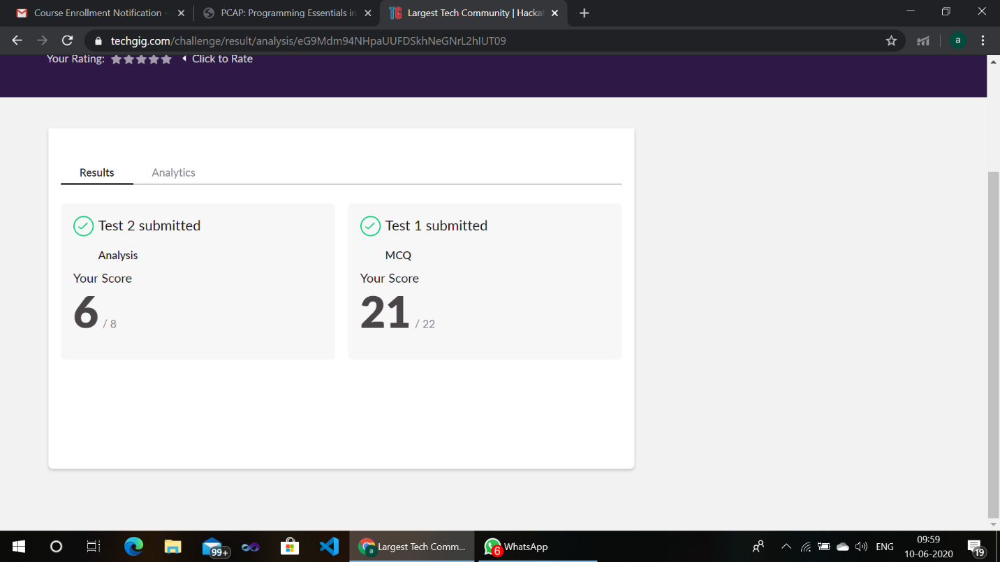 Course Enrollment Notification -
PCAP: Programming Essentials in
TG Largest Tech Community | Hackat
techgig.com/challenge/result/analysis/eG9Mdm94NHpaUUFDSkhNeGNrL2hIUT09
a
Your Rating: Click to Rate
Results Analytics
Test 2 submitted
Analysis
Your Score
6 / 8
Test 1 submitted
MCQ
Your Score
21 / 22
99+
a
Largest Tech Comm...
6
WhatsApp
ENG
09:59
10-06-2020
19